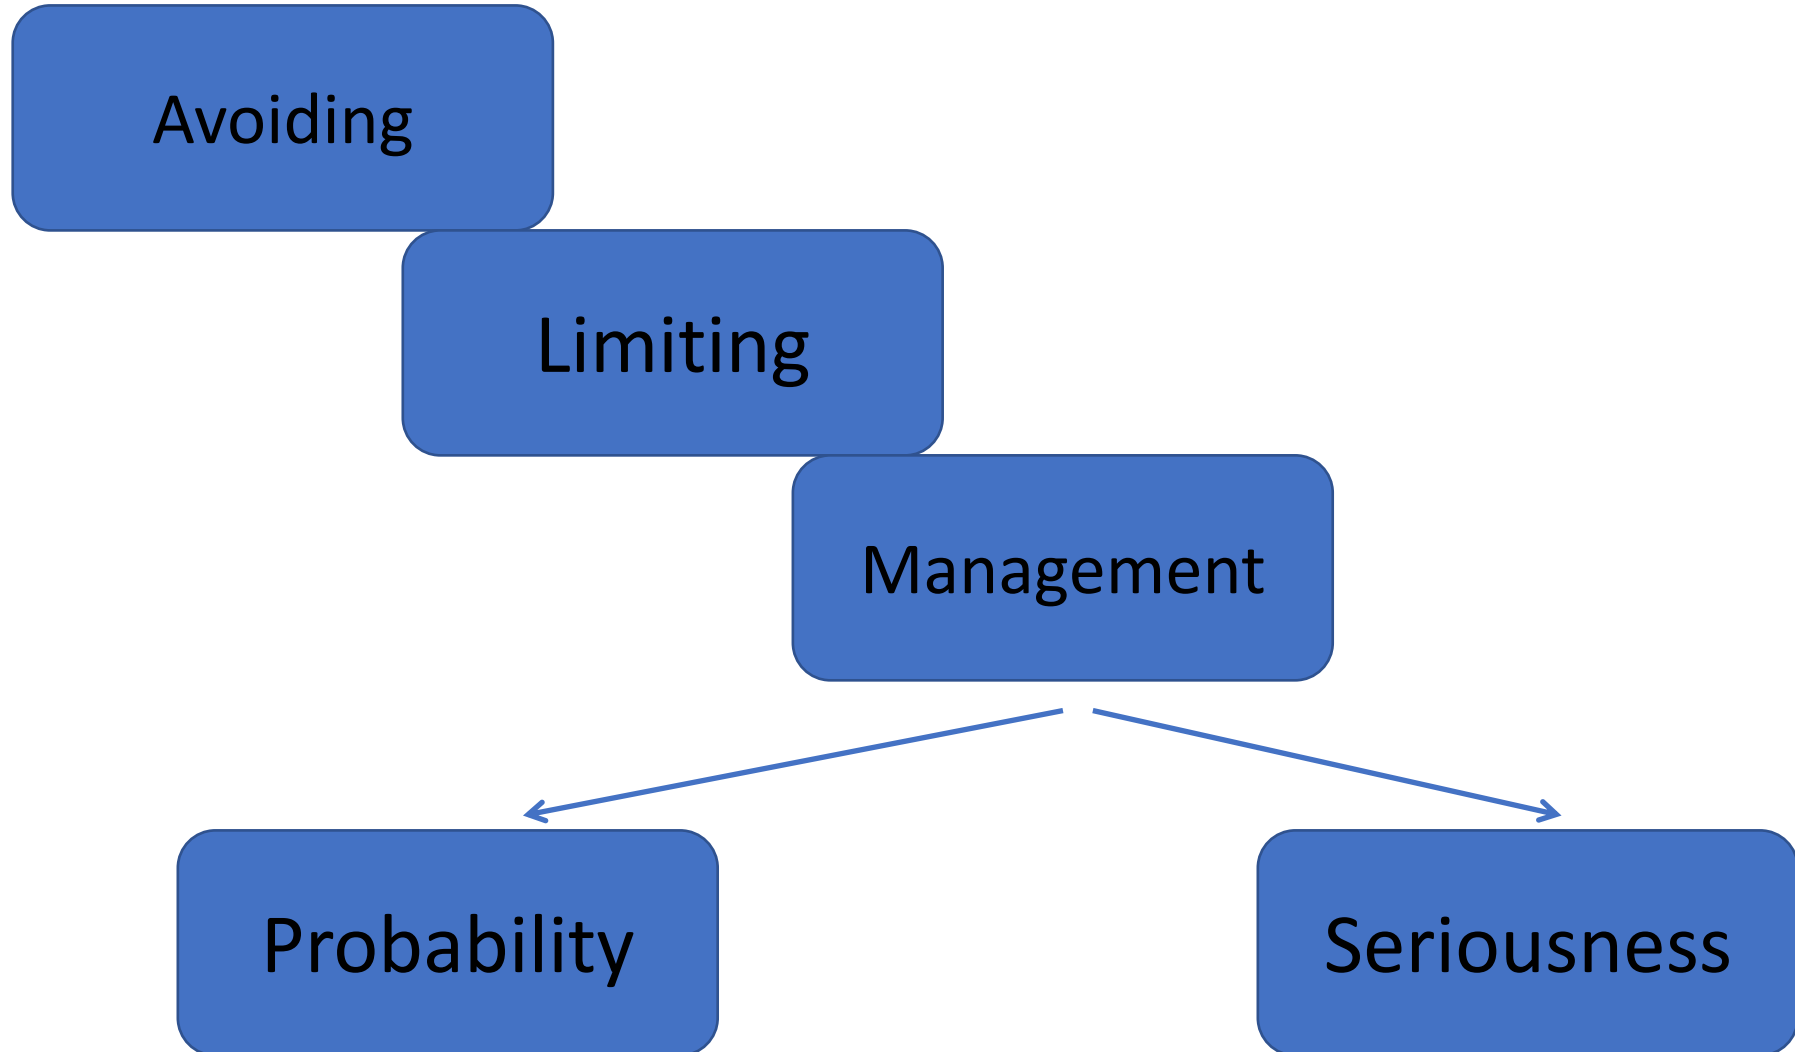 Avoiding
Limiting
Management
Probability
Seriousness